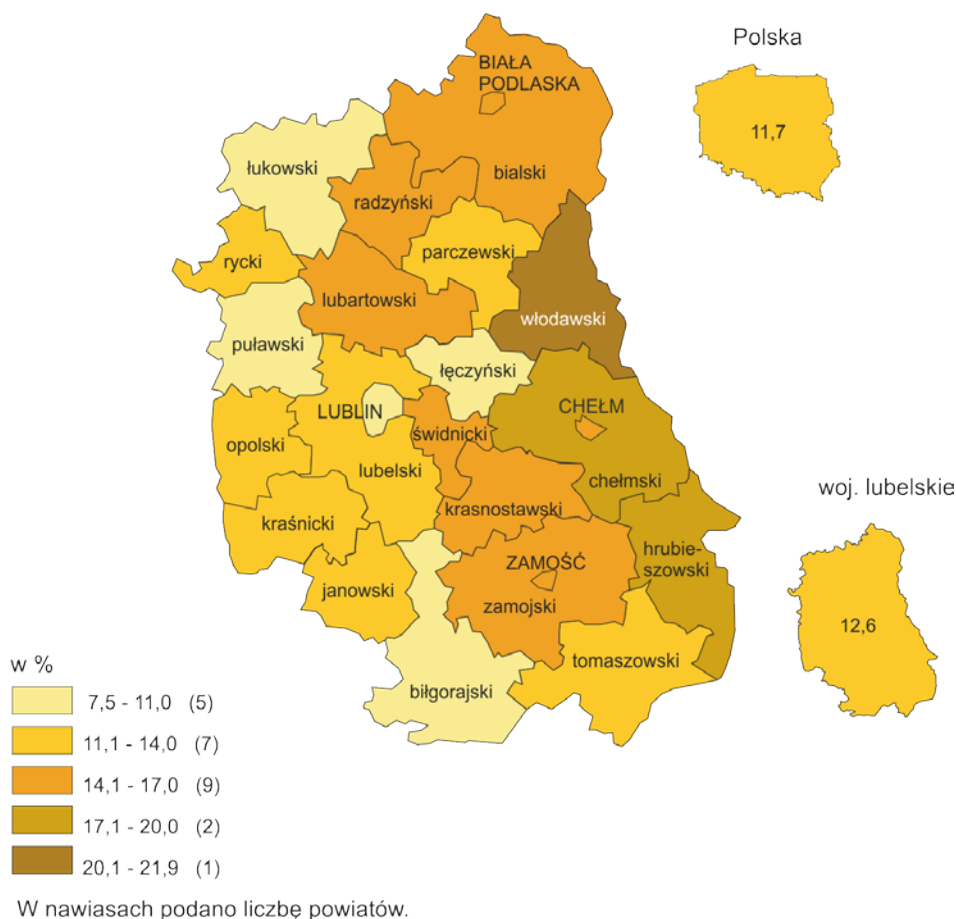 Polska
11,7
BIAŁA
PODLASKA
bialski
łukowski
radzyński
parczewski
rycki
lubartowski
włodawski
puławski
łęczyński
LUBLIN
CHEŁM
opolski
świdnicki
lubelski
chełmski
krasnostawski
kraśnicki
hrubie-
szowski
ZAMOŚĆ
janowski
zamojski
tomaszowski
biłgorajski
woj. lubelskie
12,6
w %
7,5 - 11,0 (5)
11,1 - 14,0 (7)
14,1 - 17,0 (9)
17,1 - 20,0 (2)
20,1 - 21,9 (1)
W nawiasach podano liczbę powiatów.